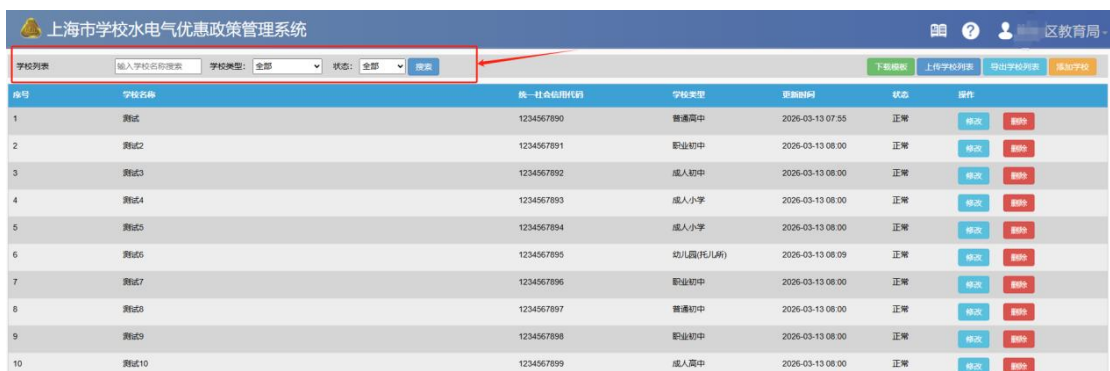 上海市学校水电气优惠政策管理系统 区教育局
学校列表 输入学校名称搜索 学校类型: 全部 状态: 全部 搜索 下载模板 上传学校列表 导出学校列表 添加学校
序号 学校名称 统一社会信用代码 学校类型 更新时间 状态 操作
1 测试 1234567890 普通高中 2026-03-13 07:55 正常 修改 删除
2 测试2 1234567891 职业初中 2026-03-13 08:00 正常 修改 删除
3 测试3 1234567892 成人初中 2026-03-13 08:00 正常 修改 删除
4 测试4 1234567893 成人小学 2026-03-13 08:00 正常 修改 删除
5 测试5 1234567894 成人小学 2026-03-13 08:00 正常 修改 删除
6 测试6 1234567895 幼儿园(托儿所) 2026-03-13 08:09 正常 修改 删除
7 测试7 1234567896 职业初中 2026-03-13 08:00 正常 修改 删除
8 测试8 1234567897 普通初中 2026-03-13 08:00 正常 修改 删除
9 测试9 1234567898 职业初中 2026-03-13 08:00 正常 修改 删除
10 测试10 1234567899 成人高中 2026-03-13 08:00 正常 修改 删除